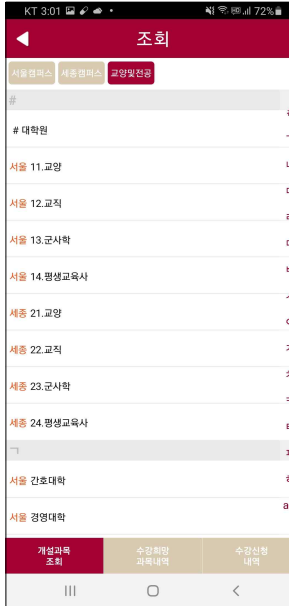 KT 3:01 72%
조회
서울캠퍼스 세종캠퍼스 교양및전공
#
# 대학원
서울 11.교양
서울 12.교직
서울 13.군사학
서울 14.평생교육사
세종 21.교양
세종 22.교직
세종 23.군사학
세종 24.평생교육사
ㄱ
서울 간호대학
서울 경영대학
a
개설과목
조회
수강희망
과목내역
수강신청
내역